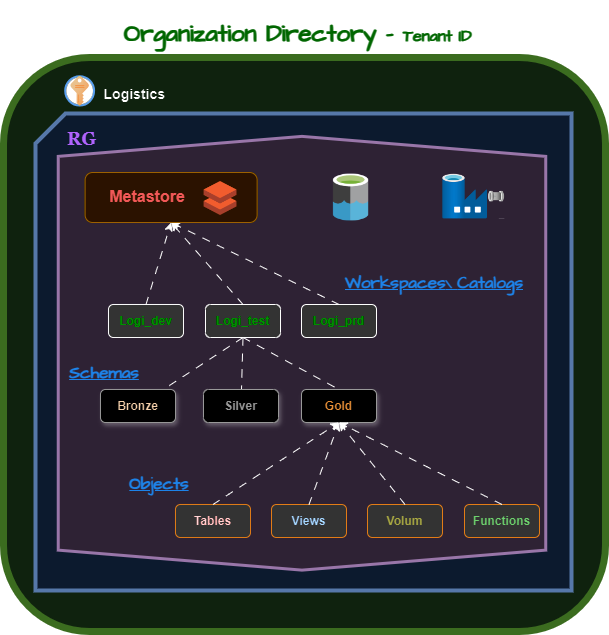 Organization Directory - Tenant ID
Logistics
RG
Metastore
Workspaces\ Catalogs
Logi_dev
Logi_test
Logi_prd
Schemas
Bronze
Silver
Gold
Objects
Tables
Views
Volum
Functions